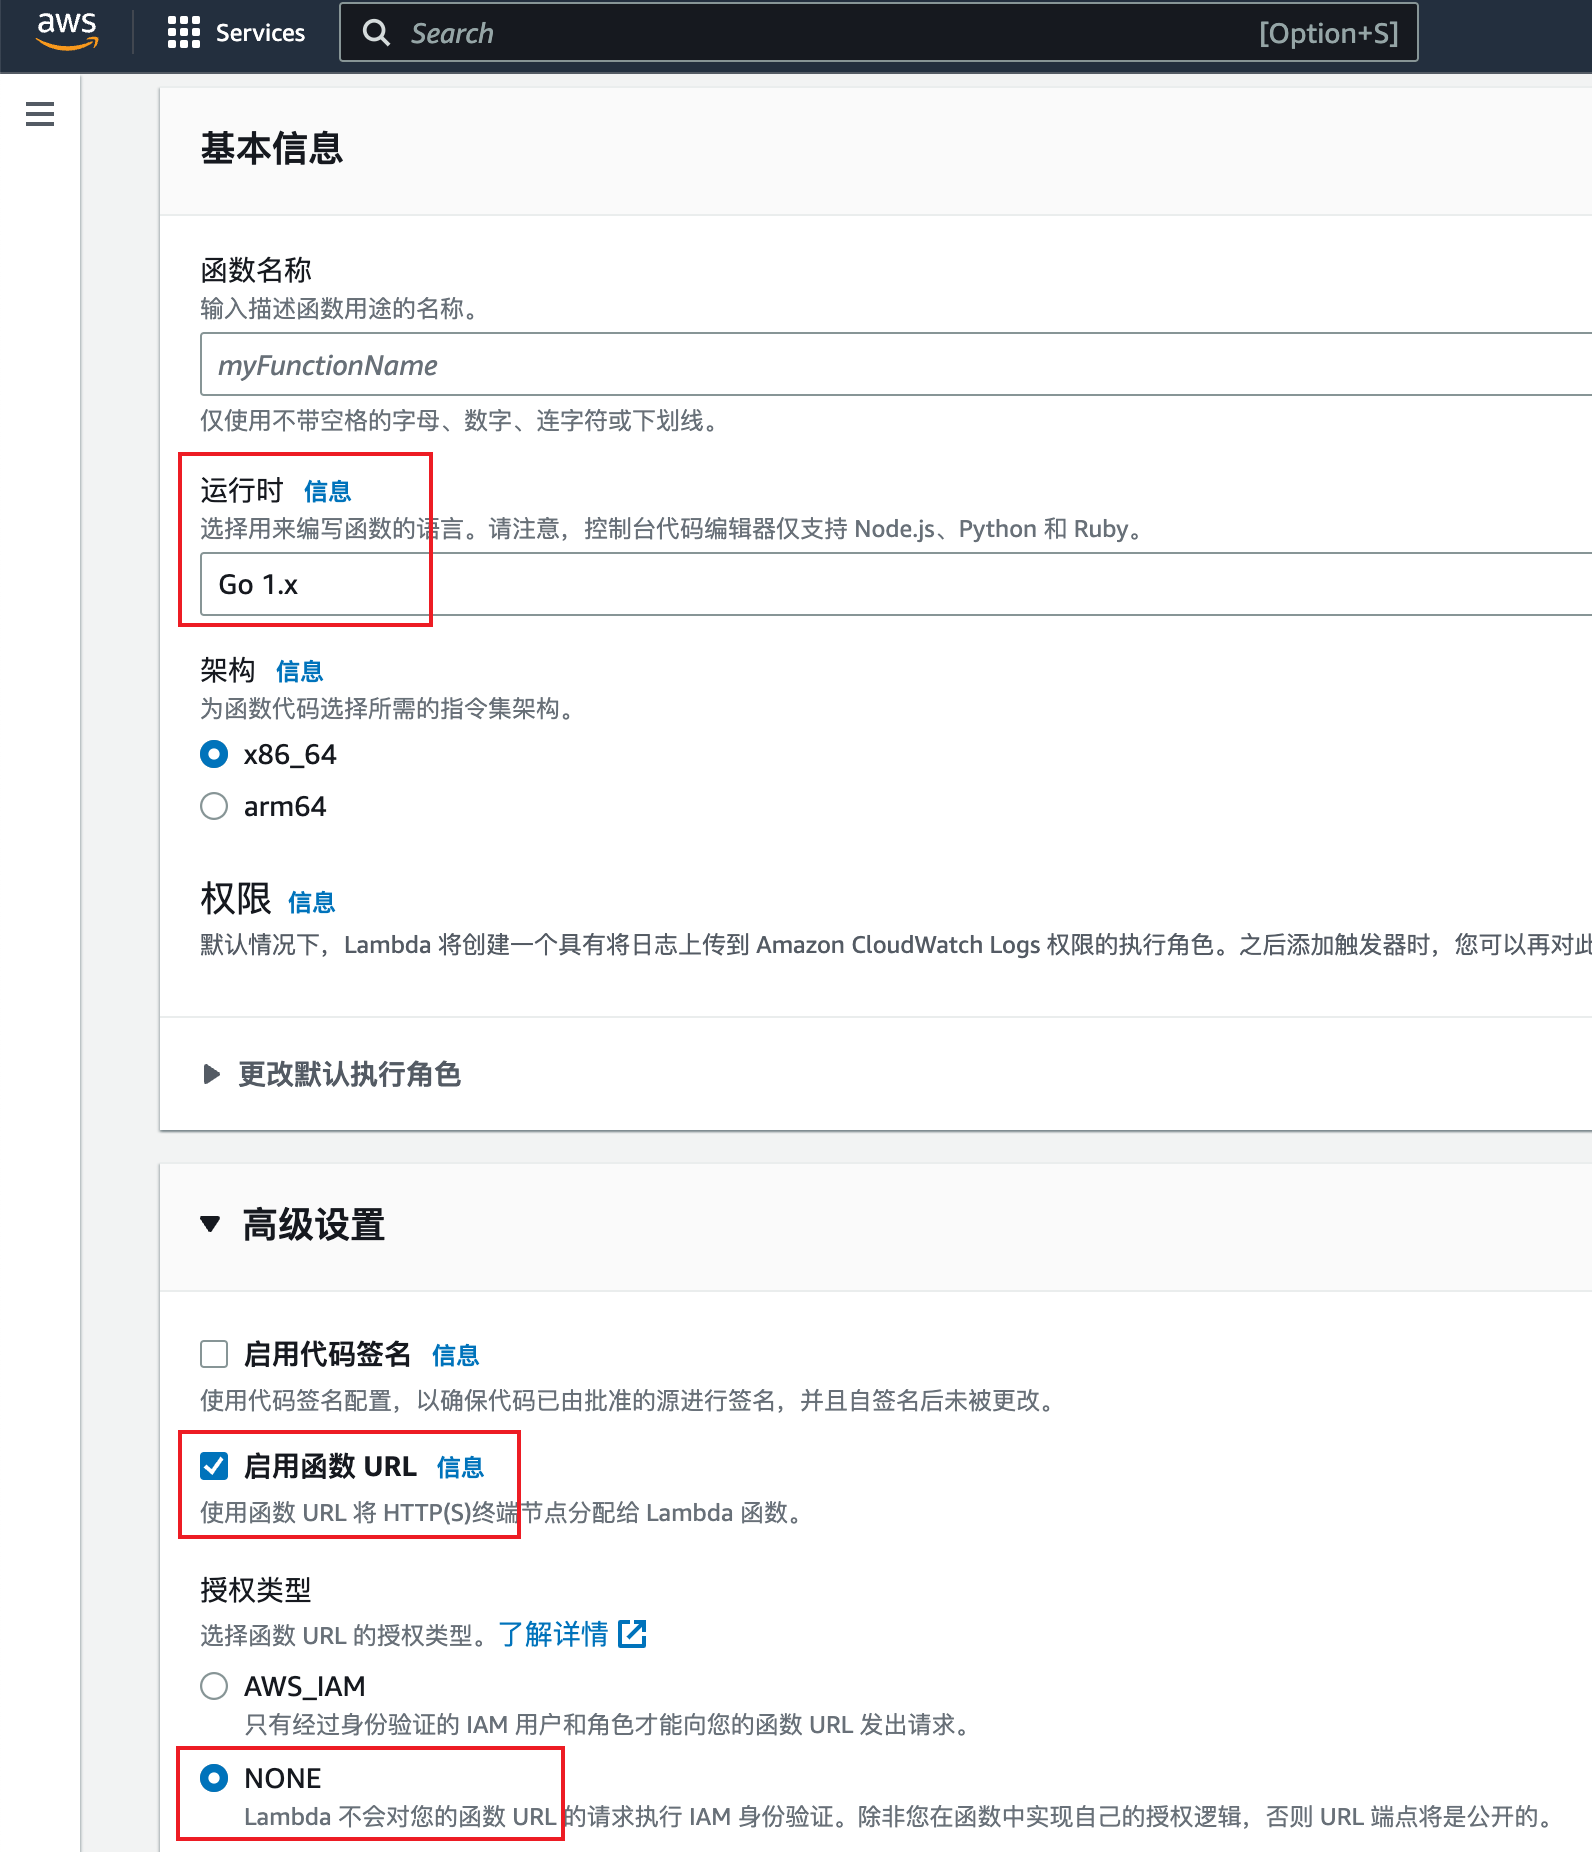 aws
Services
Search
[Option+S]
基本信息
函数名称
输入描述函数用途的名称。
myFunctionName
仅使用不带空格的字母、数字、连字符或下划线。
运行时 信息
选择用来编写函数的语言。请注意，控制台代码编辑器仅支持 Node.js、Python 和 Ruby。
Go 1.x
架构 信息
为函数代码选择所需的指令集架构。
x86_64
arm64
权限 信息
默认情况下，Lambda 将创建一个具有将日志上传到 Amazon CloudWatch Logs 权限的执行角色。之后添加触发器时，您可以再对此
更改默认执行角色
高级设置
启用代码签名 信息
使用代码签名配置，以确保代码已由批准的源进行签名，并且自签名后未被更改。
启用函数 URL 信息
使用函数 URL 将 HTTP(S)终端节点分配给 Lambda 函数。
授权类型
选择函数 URL 的授权类型。了解详情
AWS_IAM
只有经过身份验证的 IAM 用户和角色才能向您的函数 URL 发出请求。
NONE
Lambda 不会对您的函数 URL 的请求执行 IAM 身份验证。除非您在函数中实现自己的授权逻辑，否则 URL 端点将是公开的。